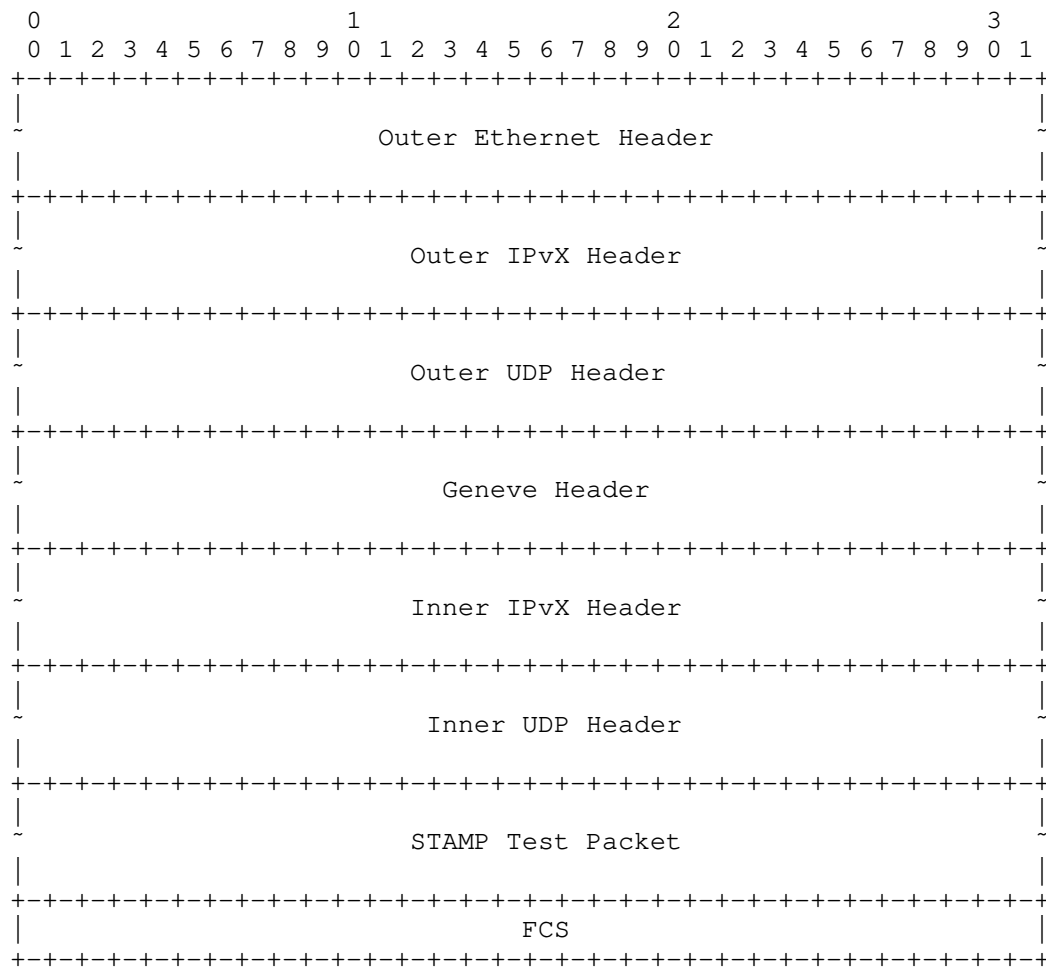 0                   1                   2                   3
 0 1 2 3 4 5 6 7 8 9 0 1 2 3 4 5 6 7 8 9 0 1 2 3 4 5 6 7 8 9 0 1
+-+-+-+-+-+-+-+-+-+-+-+-+-+-+-+-+-+-+-+-+-+-+-+-+-+-+-+-+-+-+-+-+
|                                                               |
~                      Outer Ethernet Header                    ~
|                                                               |
+-+-+-+-+-+-+-+-+-+-+-+-+-+-+-+-+-+-+-+-+-+-+-+-+-+-+-+-+-+-+-+-+
|                                                               |
~                        Outer IPvX Header                      ~
|                                                               |
+-+-+-+-+-+-+-+-+-+-+-+-+-+-+-+-+-+-+-+-+-+-+-+-+-+-+-+-+-+-+-+-+
|                                                               |
~                        Outer UDP Header                       ~
|                                                               |
+-+-+-+-+-+-+-+-+-+-+-+-+-+-+-+-+-+-+-+-+-+-+-+-+-+-+-+-+-+-+-+-+
|                                                               |
~                          Geneve Header                        ~
|                                                               |
+-+-+-+-+-+-+-+-+-+-+-+-+-+-+-+-+-+-+-+-+-+-+-+-+-+-+-+-+-+-+-+-+
|                                                               |
~                        Inner IPvX Header                      ~
|                                                               |
+-+-+-+-+-+-+-+-+-+-+-+-+-+-+-+-+-+-+-+-+-+-+-+-+-+-+-+-+-+-+-+-+
|                                                               |
~                         Inner UDP Header                      ~
|                                                               |
+-+-+-+-+-+-+-+-+-+-+-+-+-+-+-+-+-+-+-+-+-+-+-+-+-+-+-+-+-+-+-+-+
|                                                               |
~                        STAMP Test Packet                      ~
|                                                               |
+-+-+-+-+-+-+-+-+-+-+-+-+-+-+-+-+-+-+-+-+-+-+-+-+-+-+-+-+-+-+-+-+
|                               FCS                             |
+-+-+-+-+-+-+-+-+-+-+-+-+-+-+-+-+-+-+-+-+-+-+-+-+-+-+-+-+-+-+-+-+